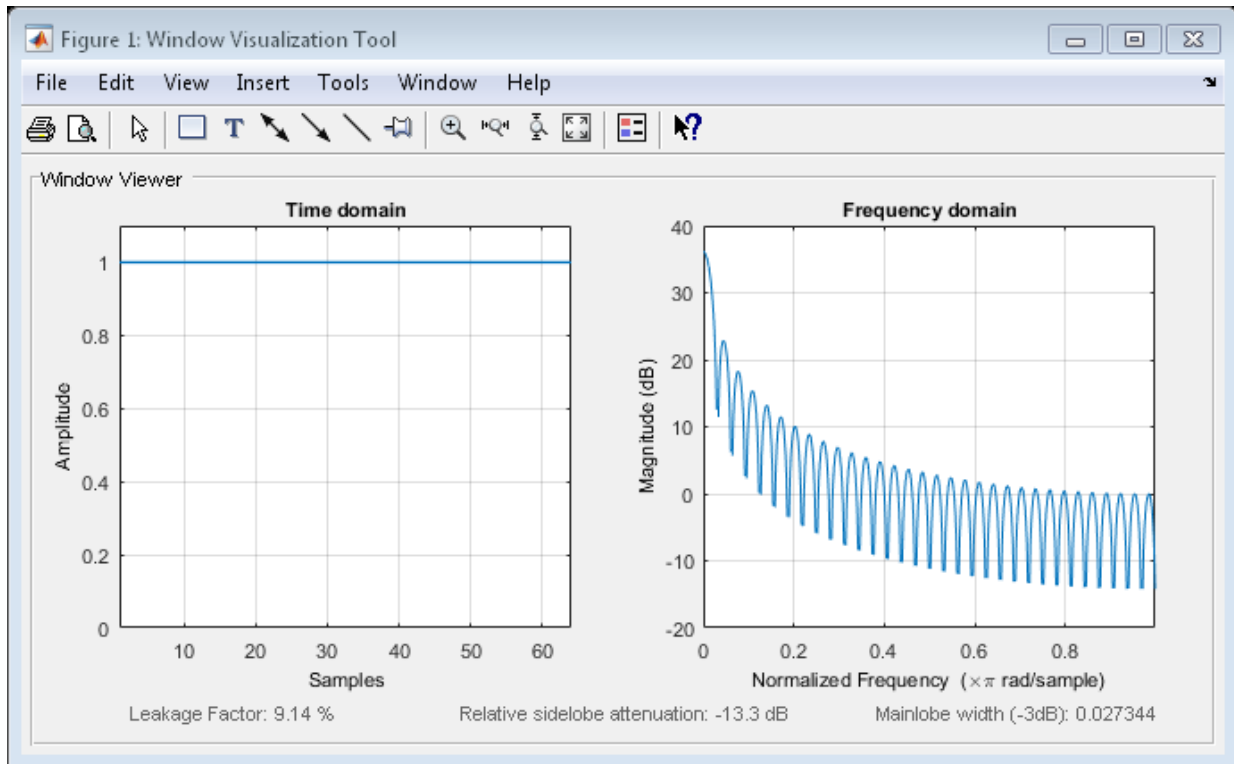 Figure 1: Window Visualization Tool
File Edit View Insert Tools Window Help
T
?
Window Viewer
Time domain
Amplitude
1
0.8
0.6
0.4
0.2
0
10 20 30 40 50 60
Samples
Frequency domain
Magnitude (dB)
40
30
20
10
0
-10
-20
0 0.2 0.4 0.6 0.8
Normalized Frequency (×π rad/sample)
Leakage Factor: 9.14 % Relative sidelobe attenuation: -13.3 dB Mainlobe width (-3dB): 0.027344